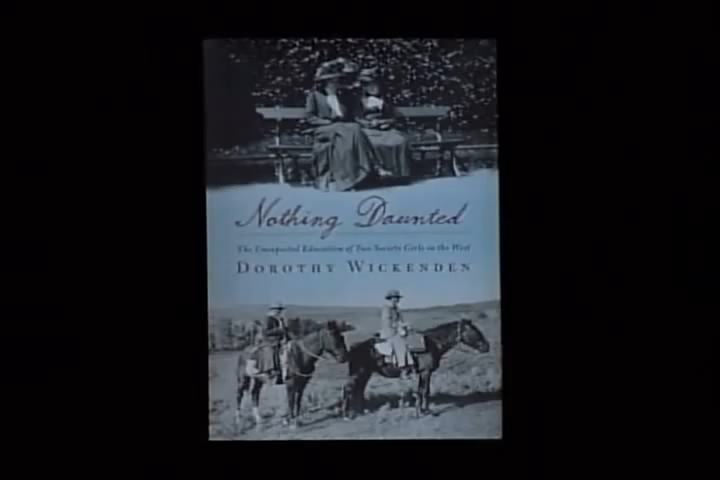 Nothing Daunted
The Unexpected Education of Two Society Girls in the West
DOROTHY WICKENDEN